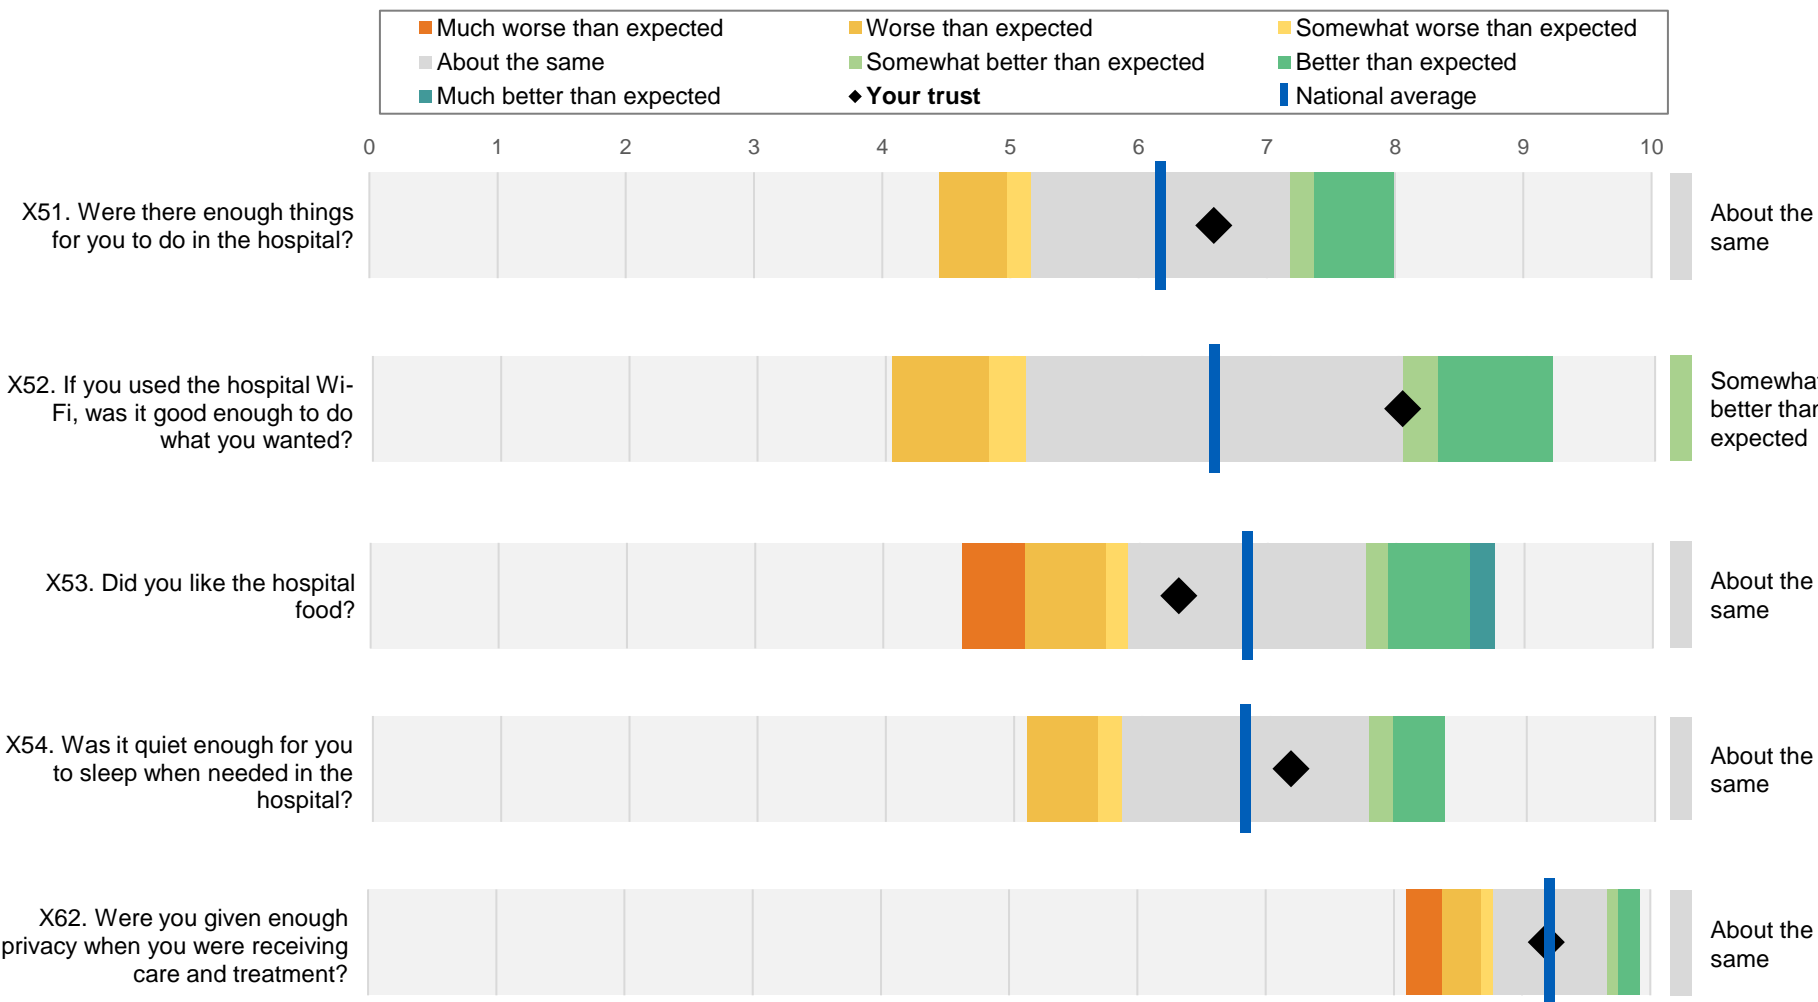 Much worse than expected
Worse than expected
Somewhat worse than expected
About the same
Somewhat better than expected
Better than expected
Much better than expected
Your trust
National average
0 1 2 3 4 5 6 7 8 9 10
X51. Were there enough things
for you to do in the hospital?
About the
same
X52. If you used the hospital Wi-
Fi, was it good enough to do
what you wanted?
Somewhat
better than
expected
X53. Did you like the hospital
food?
About the
same
X54. Was it quiet enough for you
to sleep when needed in the
hospital?
About the
same
X62. Were you given enough
privacy when you were receiving
care and treatment?
About the
same